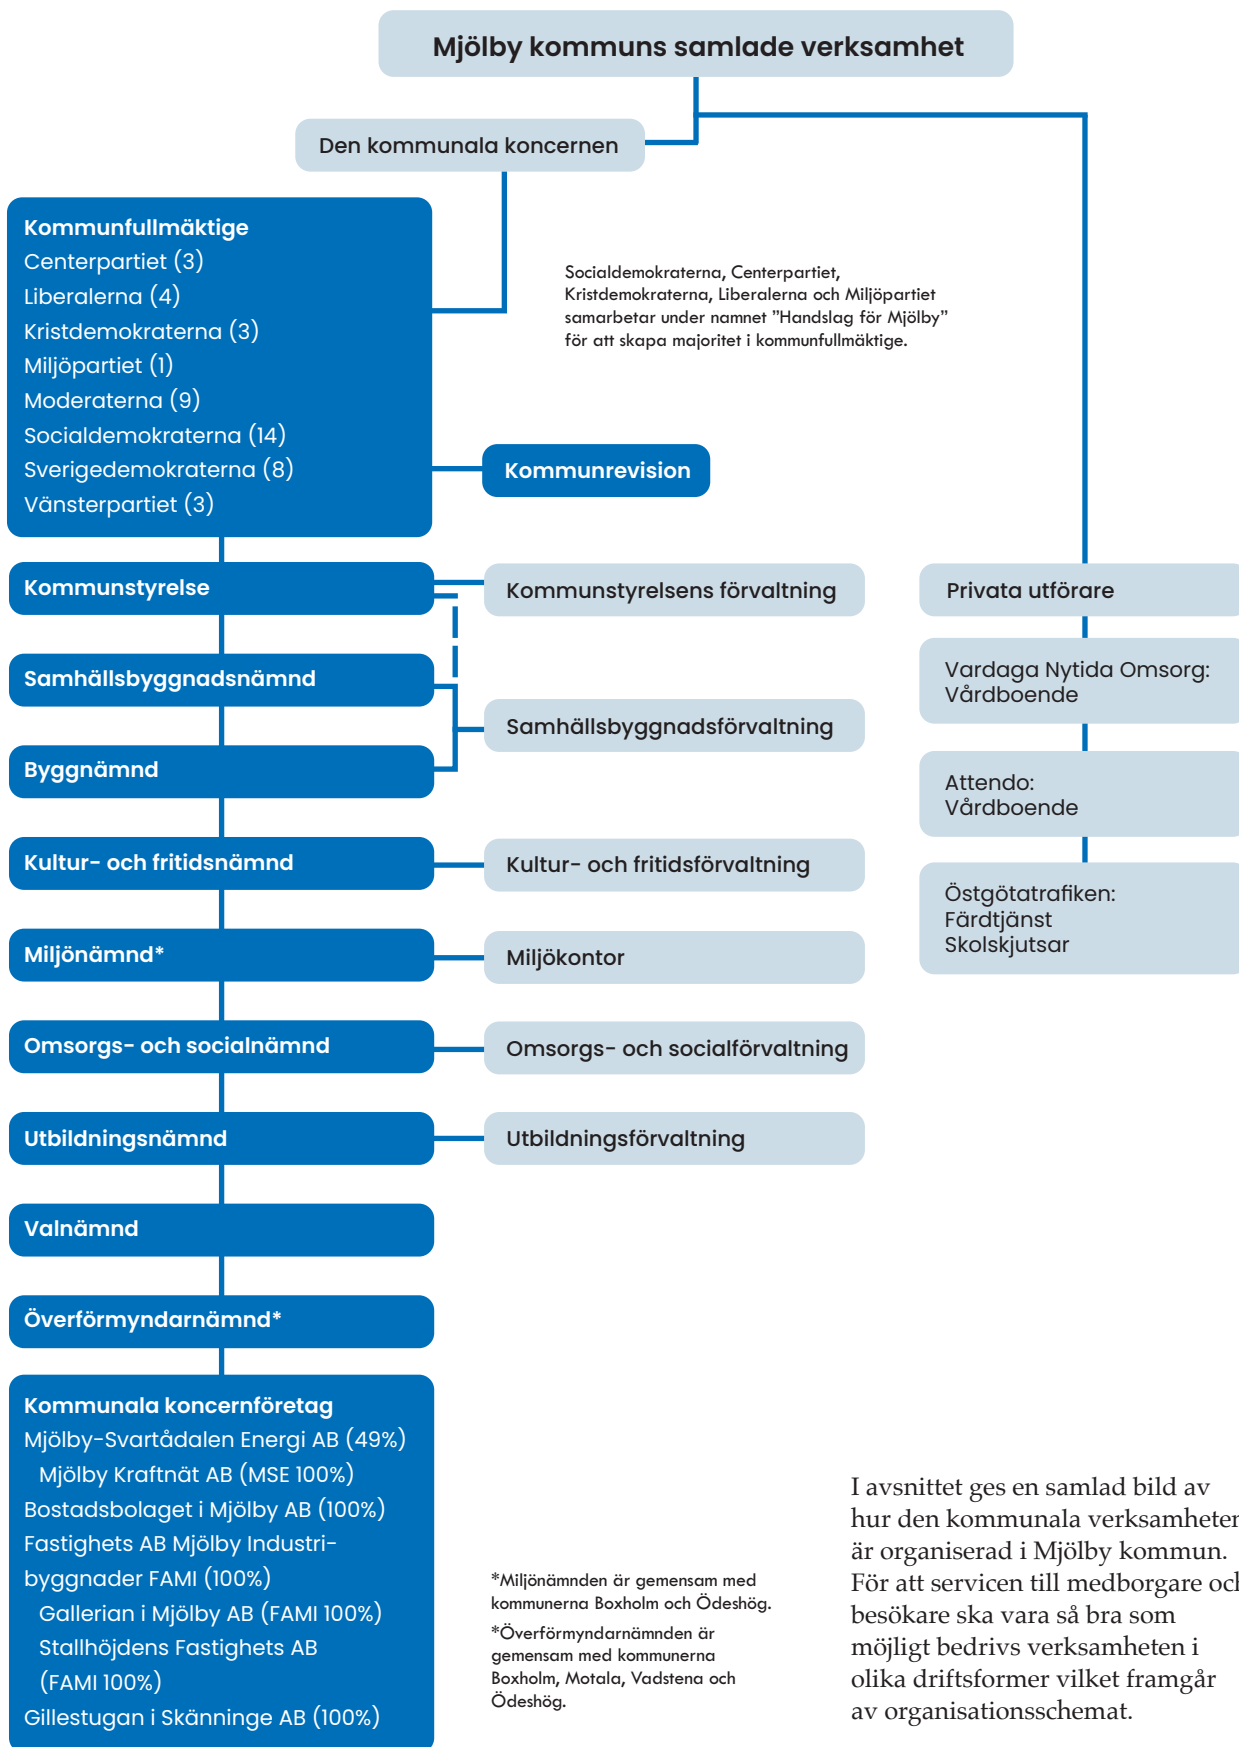 Mjölby kommuns samlade verksamhet
Den kommunala koncernen
Kommunfullmäktige
Centerpartiet (3)
Liberalerna (4)
Kristdemokraterna (3)
Miljöpartiet (1)
Moderaterna (9)
Socialdemokraterna (14)
Sverigedemokraterna (8)
Vänsterpartiet (3)
Socialdemokraterna, Centerpartiet,
Kristdemokraterna, Liberalerna och Miljöpartiet
samarbetar under namnet ”Handslag för Mjölby”
för att skapa majoritet i kommunfullmäktige.
Kommunrevision
Kommunstyrelse
Kommunstyrelsens förvaltning
Samhällsbyggnadsnämnd
Samhällsbyggnadsförvaltning
Byggnämnd
Kultur- och fritidsnämnd
Kultur- och fritidsförvaltning
Miljönämnd*
Miljökontor
Omsorgs- och socialnämnd
Omsorgs- och socialförvaltning
Utbildningsnämnd
Utbildningsförvaltning
Valnämnd
Överförmyndarnämnd*
Privata utförare
Vardaga Nytida Omsorg:
Vårdboende
Attendo:
Vårdboende
Östgötatrafiken:
Färdtjänst
Skolskjutsar
Kommunala koncernföretag
Mjölby-Svartådalen Energi AB (49%)
Mjölby Kraftnät AB (MSE 100%)
Bostadsbolaget i Mjölby AB (100%)
Fastighets AB Mjölby Industri-
byggnader FAMI (100%)
Gallerian i Mjölby AB (FAMI 100%)
Stallhöjdens Fastighets AB
(FAMI 100%)
Gillestugan i Skänninge AB (100%)
*Miljönämnden är gemensam med
kommunerna Boxholm och Ödeshög.
*Överförmyndarnämnden är
gemensam med kommunerna
Boxholm, Motala, Vadstena och
Ödeshög.
I avsnittet ges en samlad bild av
hur den kommunala verksamheten
är organiserad i Mjölby kommun.
För att servicen till medborgare och
besökare ska vara så bra som
möjligt bedrivs verksamheten i
olika driftsformer vilket framgår
av organisationsschemat.